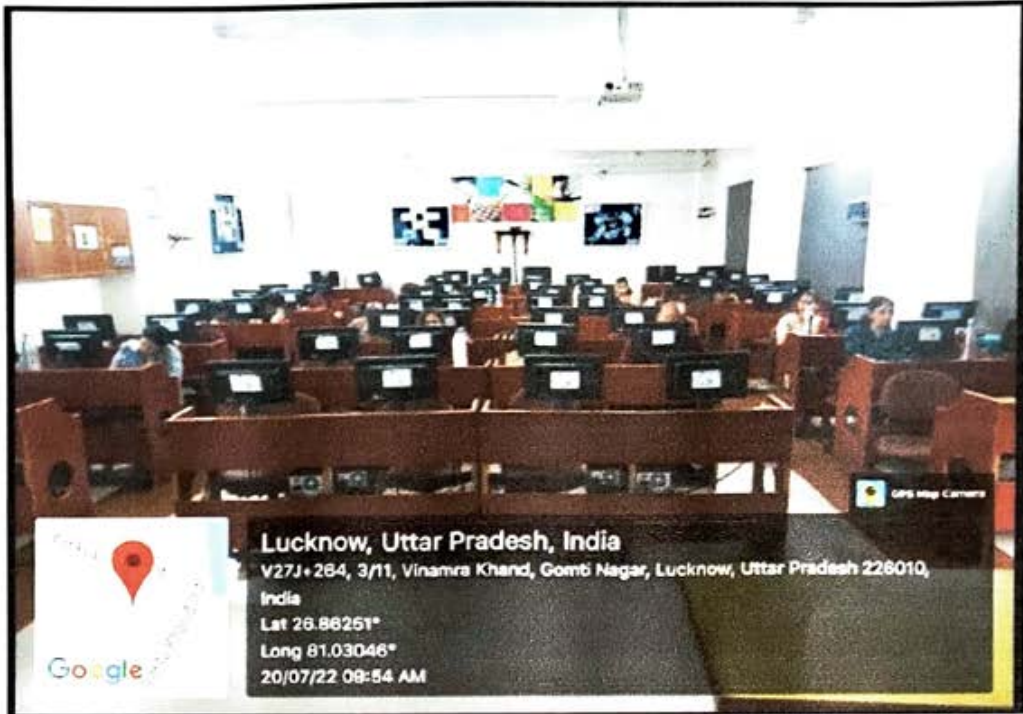 GPS Map Camera
Lucknow, Uttar Pradesh, India
V27J+264, 3/11, Vinamra Khand, Gomti Nagar, Lucknow, Uttar Pradesh 226010,
India
Lat 26.86251°
Long 81.03046°
20/07/22 09:54 AM
Google